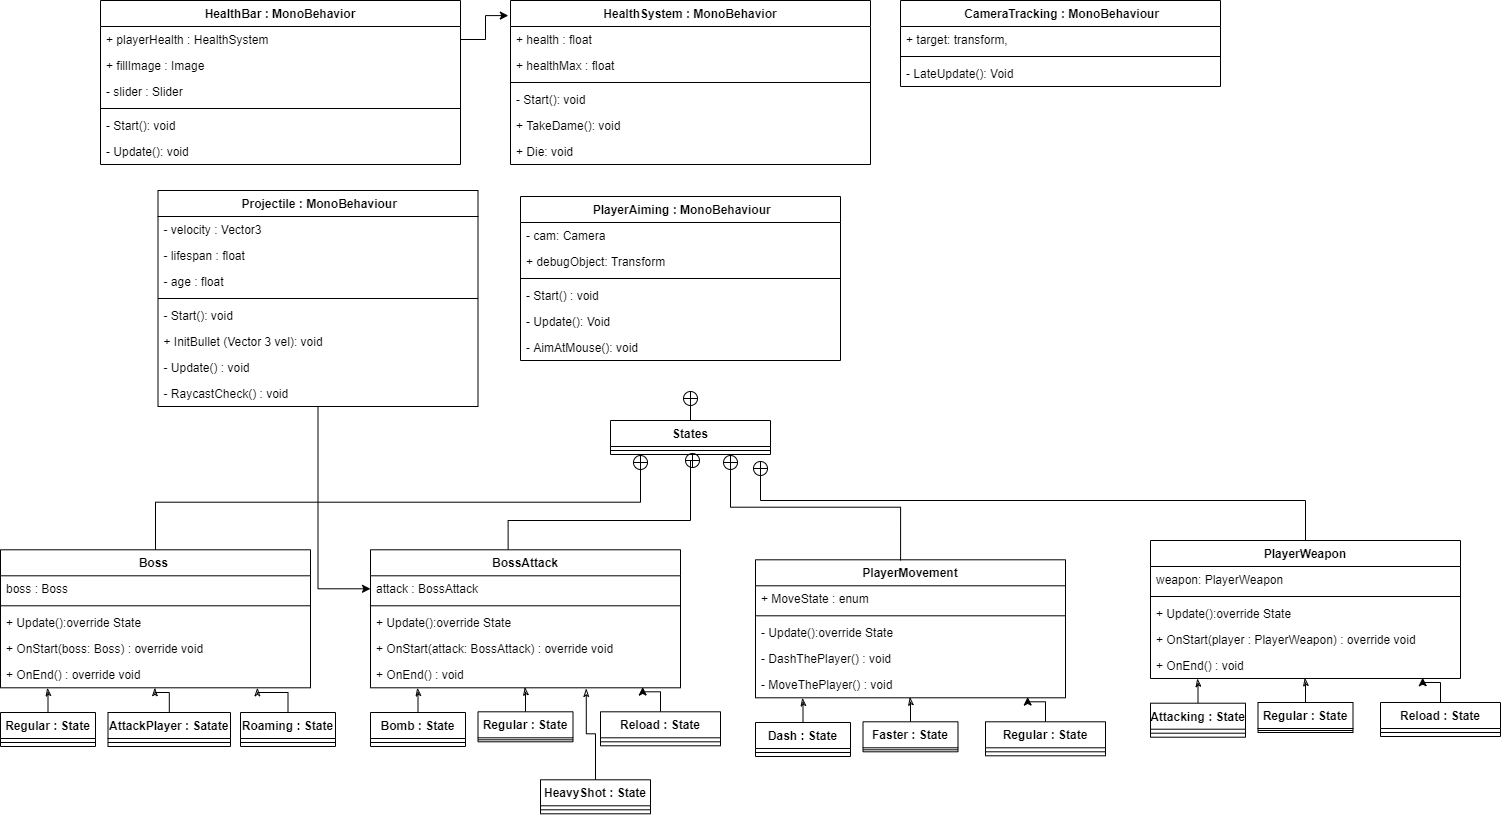 HealthBar : MonoBehavior
+ playerHealth : HealthSystem
+ fillImage : Image
- slider : Slider
- Start(): void
- Update(): void
HealthSystem : MonoBehavior
+ health : float
+ healthMax : float
- Start(): void
+ TakeDame(): void
+ Die: void
CameraTracking : MonoBehaviour
+ target: transform,
- LateUpdate(): Void
Projectile : MonoBehaviour
- velocity : Vector3
- lifespan : float
- age : float
- Start(): void
+ InitBullet (Vector 3 vel): void
- Update() : void
- RaycastCheck() : void
PlayerAiming : MonoBehaviour
- cam: Camera
+ debugObject: Transform
- Start() : void
- Update(): Void
- AimAtMouse(): void
States
Boss
boss : Boss
+ Update():override State
+ OnStart(boss: Boss) : override void
+ OnEnd() : override void
Regular : State
AttackPlayer : Satate
Roaming : State
BossAttack
attack : BossAttack
+ Update():override State
+ OnStart(attack: BossAttack) : override void
+ OnEnd() : void
Bomb : State
Regular : State
Reload : State
HeavyShot : State
PlayerMovement
+ MoveState : enum
- Update():override State
- DashThePlayer() : void
- MoveThePlayer() : void
Dash : State
Faster : State
Regular : State
PlayerWeapon
weapon: PlayerWeapon
+ Update():override State
+ OnStart(player : PlayerWeapon) : override void
+ OnEnd() : void
Attacking : State
Regular : State
Reload : State